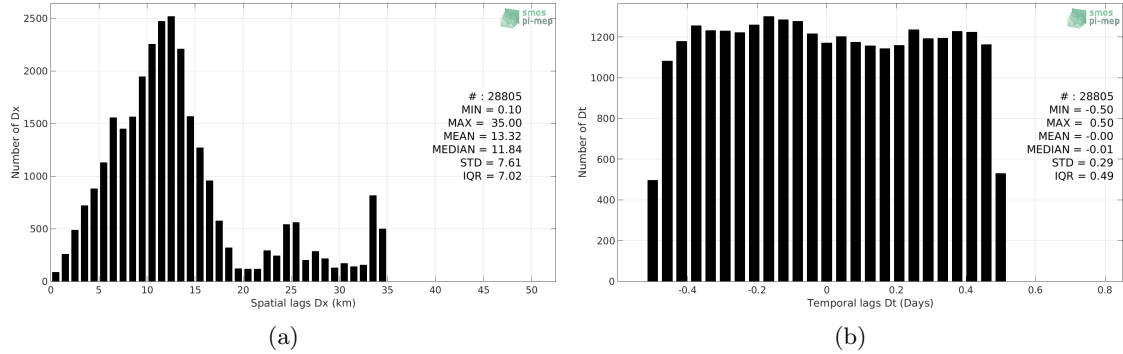 2500
2000
1500
1000
500
0
0 5 10 15 20 25 30 35 40 45 50
Number of Dx
Spatial lags Dx (km)
smos
pi-mep
# : 28805
MIN = 0.10
MAX = 35.00
MEAN = 13.32
MEDIAN = 11.84
STD = 7.61
IQR = 7.02
(a)
1200
1000
800
600
400
200
0
-0.4 -0.2 0 0.2 0.4 0.6 0.8
Number of Dt
Temporal lags Dt (Days)
smos
pi-mep
# : 28805
MIN = -0.50
MAX = 0.50
MEAN = -0.00
MEDIAN = -0.01
STD = 0.29
IQR = 0.49
(b)